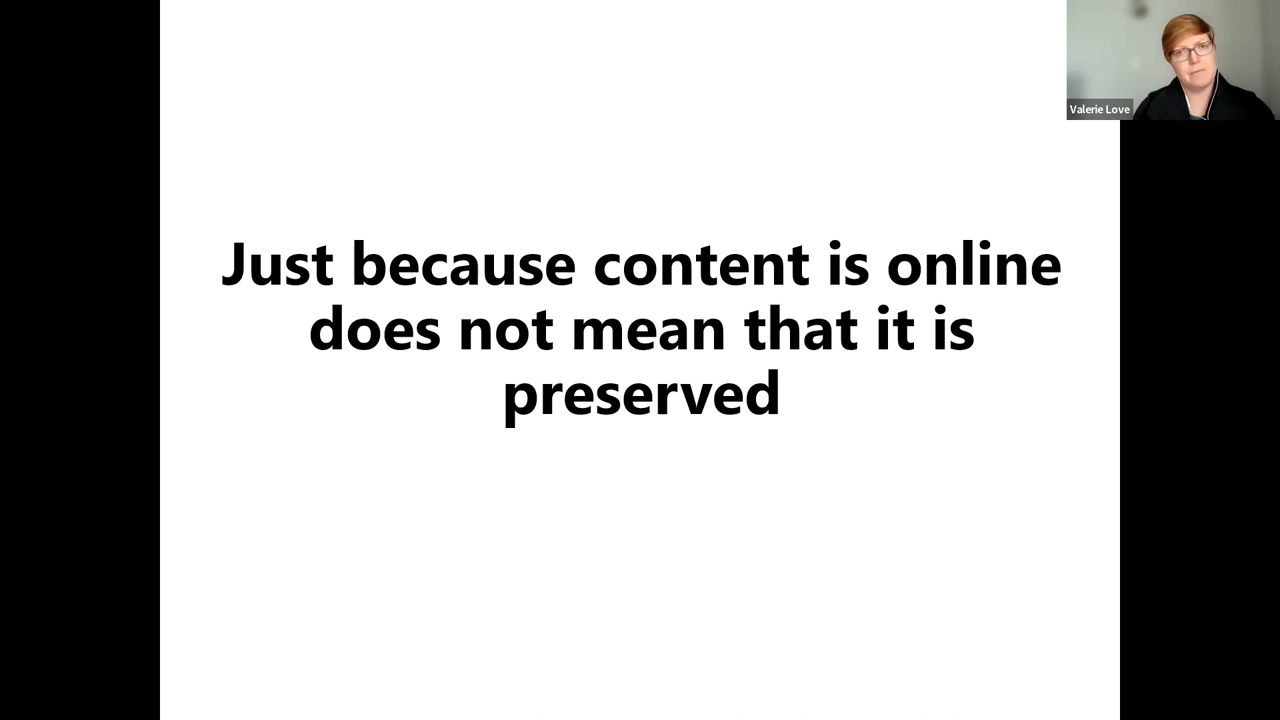 Valerie Love
Just because content is online
does not mean that it is
preserved